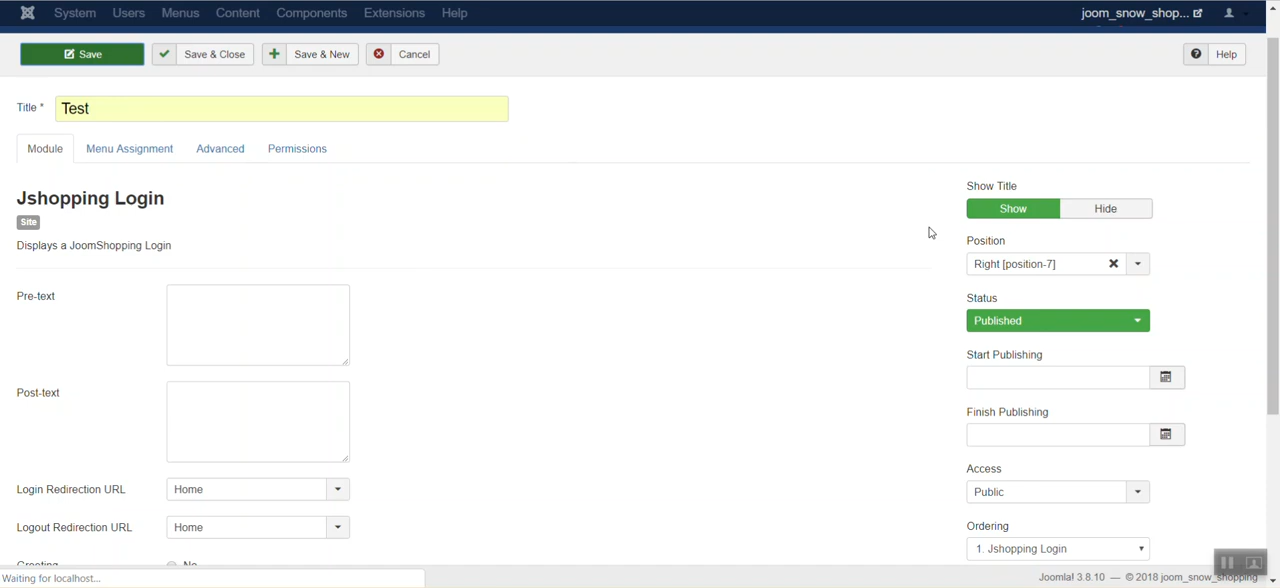 System Users Menus Content Components Extensions Help joom_snow_shop...
Save Save & Close Save & New Cancel Help
Title * Test
Module Menu Assignment Advanced Permissions
Jshopping Login
Site
Displays a JoomShopping Login
Pre-text
Post-text
Login Redirection URL Home
Logout Redirection URL Home
Greeting No
Show Title
Show Hide
Position
Right [position-7]
Status
Published
Start Publishing
Finish Publishing
Access
Public
Ordering
1. Jshopping Login
Waiting for localhost...
Joomla! 3.8.10 — © 2018 joom_snow_shopping